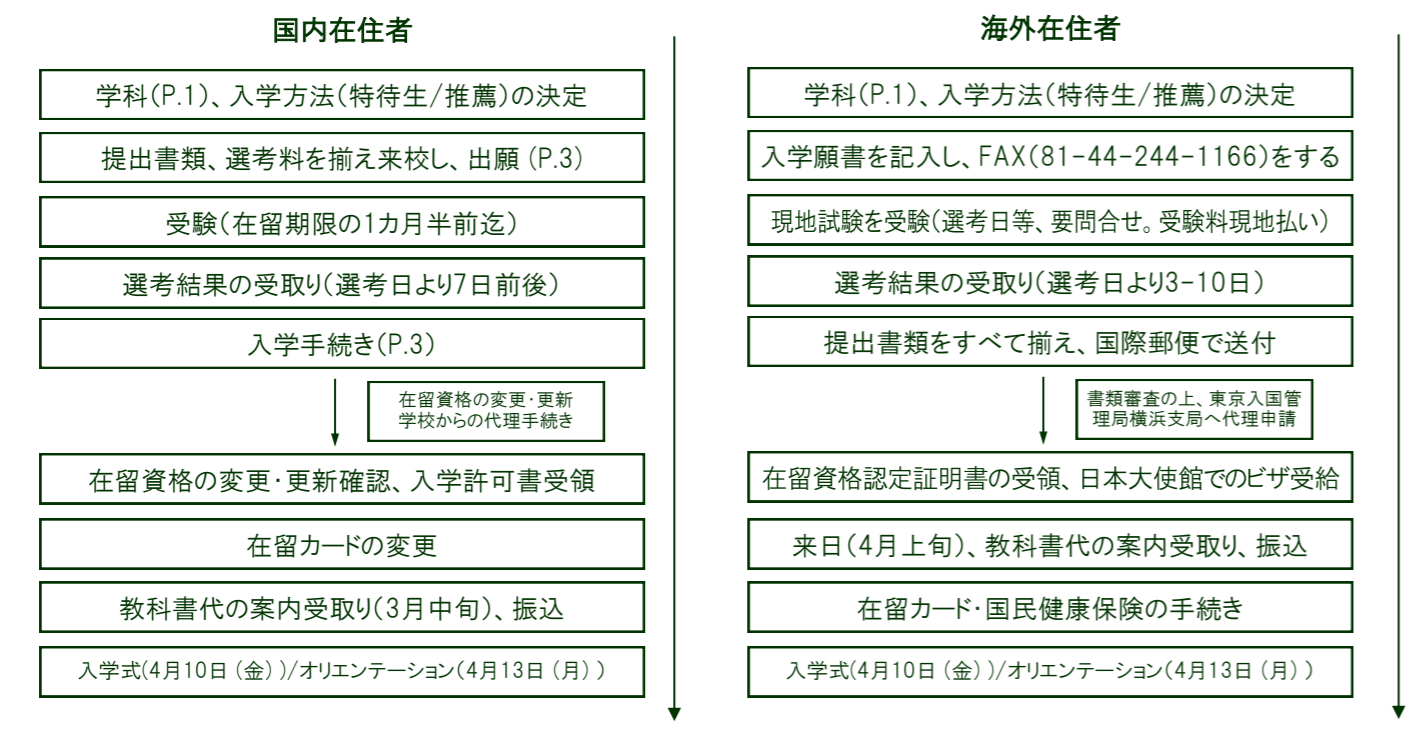 国内在住者
学科(P.1)、入学方法(特待生/推薦)の決定
提出書類、選考料を揃え来校し、出願 (P.3)
受験(在留期限の1カ月半前迄)
選考結果の受取り(選考日より7日前後)
入学手続き(P.3)
在留資格の変更・更新
学校からの代理手続き
在留資格の変更・更新確認、入学許可書受領
在留カードの変更
教科書代の案内受取り(3月中旬)、振込
入学式(4月10日 (金) )/オリエンテーション(4月13日 (月) )
海外在住者
学科(P.1)、入学方法(特待生/推薦)の決定
入学願書を記入し、FAX(81-44-244-1166)をする
現地試験を受験(選考日等、要問合せ。受験料現地払い)
選考結果の受取り(選考日より3-10日)
提出書類をすべて揃え、国際郵便で送付
書類審査の上、東京入国管
理局横浜支局へ代理申請
在留資格認定証明書の受領、日本大使館でのビザ受給
来日(4月上旬)、教科書代の案内受取り、振込
在留カード・国民健康保険の手続き
入学式(4月10日 (金) )/オリエンテーション(4月13日 (月) )